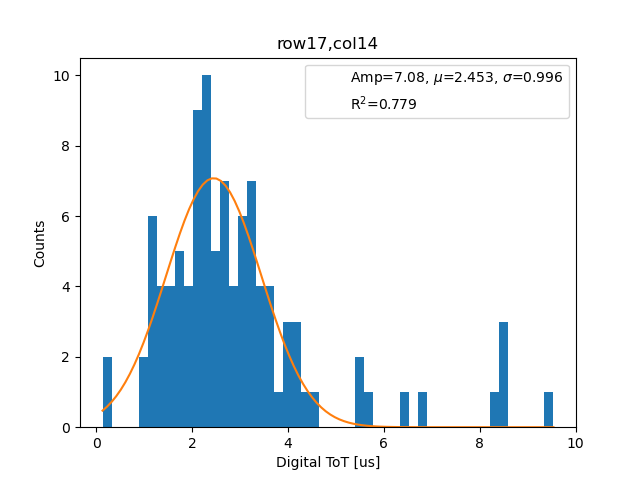 row17,col14
Amp=7.08, μ=2.453, σ=0.996
R²=0.779
Counts
10
8
6
4
2
0
0 2 4 6 8 10
Digital ToT [us]